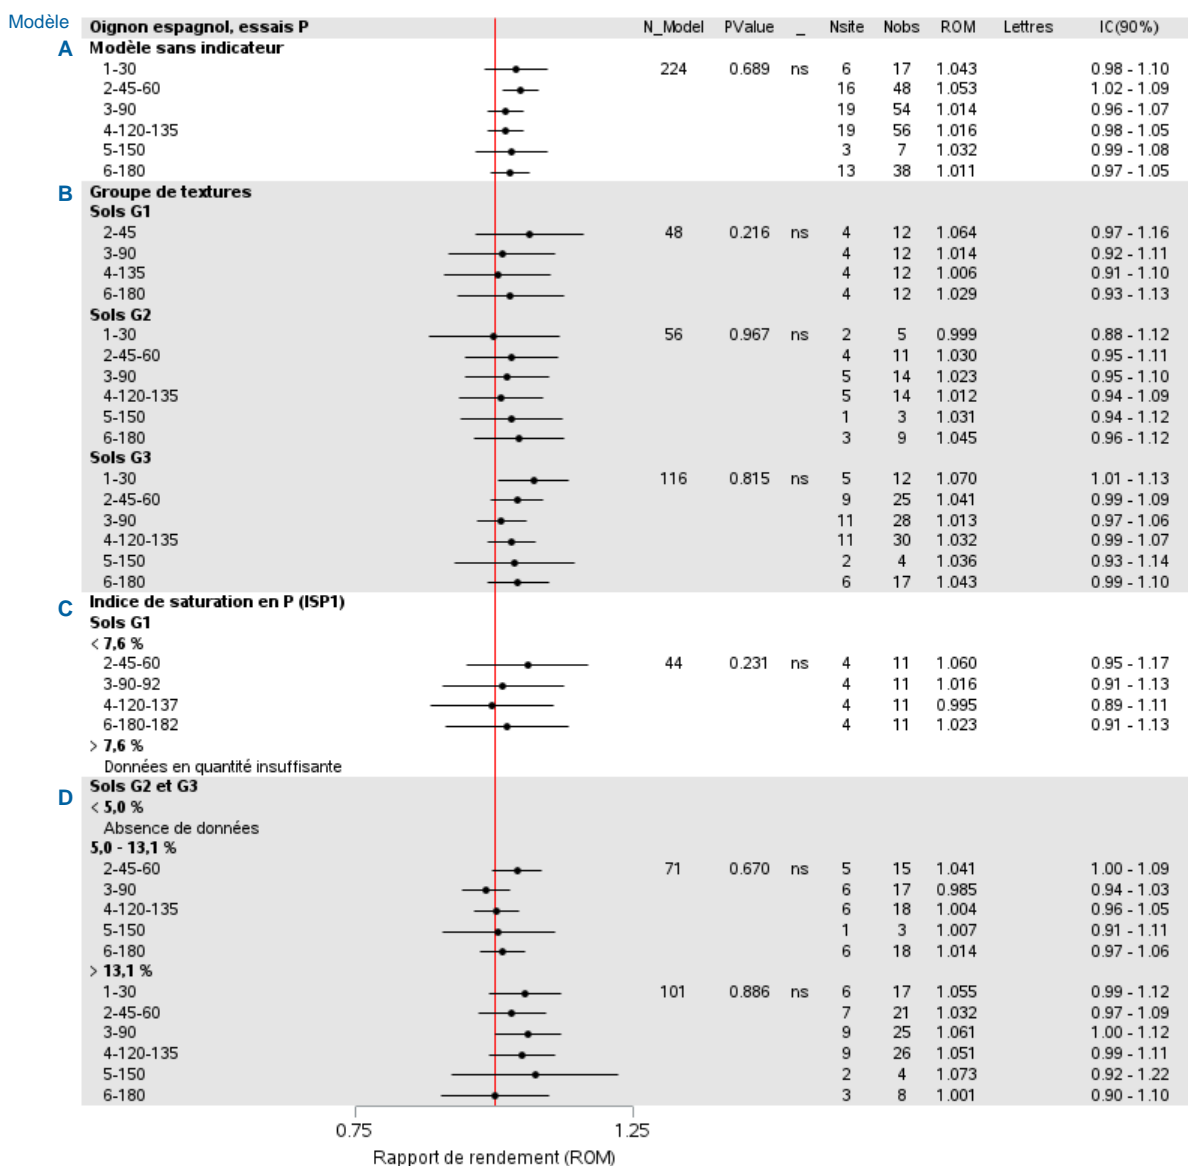 Modèle
Oignon espagnol, essais P N_Model PValue _ Nsite Nobs ROM Lettres IC(90%)
A Modèle sans indicateur
1-30 224 0.689 ns 6 17 1.043 0.98 - 1.10
2-45-60 16 48 1.053 1.02 - 1.09
3-90 19 54 1.014 0.96 - 1.07
4-120-135 19 56 1.016 0.98 - 1.05
5-150 3 7 1.032 0.99 - 1.08
6-180 13 38 1.011 0.97 - 1.05
B Groupe de textures
Sols G1
2-45 48 0.216 ns 4 12 1.064 0.97 - 1.16
3-90 4 12 1.014 0.92 - 1.11
4-135 4 12 1.006 0.91 - 1.10
6-180 4 12 1.029 0.93 - 1.13
Sols G2
1-30 56 0.967 ns 2 5 0.999 0.88 - 1.12
2-45-60 4 11 1.030 0.95 - 1.11
3-90 5 14 1.023 0.95 - 1.10
4-120-135 5 14 1.012 0.94 - 1.09
5-150 1 3 1.031 0.94 - 1.12
6-180 3 9 1.045 0.96 - 1.12
Sols G3
1-30 116 0.815 ns 5 12 1.070 1.01 - 1.13
2-45-60 9 25 1.041 0.99 - 1.09
3-90 11 28 1.013 0.97 - 1.06
4-120-135 11 30 1.032 0.99 - 1.07
5-150 2 4 1.036 0.93 - 1.14
6-180 6 17 1.043 0.99 - 1.10
C Indice de saturation en P (ISP1)
Sols G1
< 7,6 %
2-45-60 44 0.231 ns 4 11 1.060 0.95 - 1.17
3-90-92 4 11 1.016 0.91 - 1.13
4-120-137 4 11 0.995 0.89 - 1.11
6-180-182 4 11 1.023 0.91 - 1.13
> 7,6 %
Données en quantité insuffisante
D Sols G2 et G3
< 5,0 %
Absence de données
5,0 - 13,1 %
2-45-60 71 0.670 ns 5 15 1.041 1.00 - 1.09
3-90 6 17 0.985 0.94 - 1.03
4-120-135 6 18 1.004 0.96 - 1.05
5-150 1 3 1.007 0.91 - 1.11
6-180 6 18 1.014 0.97 - 1.06
> 13,1 %
1-30 101 0.886 ns 6 17 1.055 0.99 - 1.12
2-45-60 7 21 1.032 0.97 - 1.09
3-90 9 25 1.061 1.00 - 1.12
4-120-135 9 26 1.051 0.99 - 1.11
5-150 2 4 1.073 0.92 - 1.22
6-180 3 8 1.001 0.90 - 1.10
0.75 1.25
Rapport de rendement (ROM)